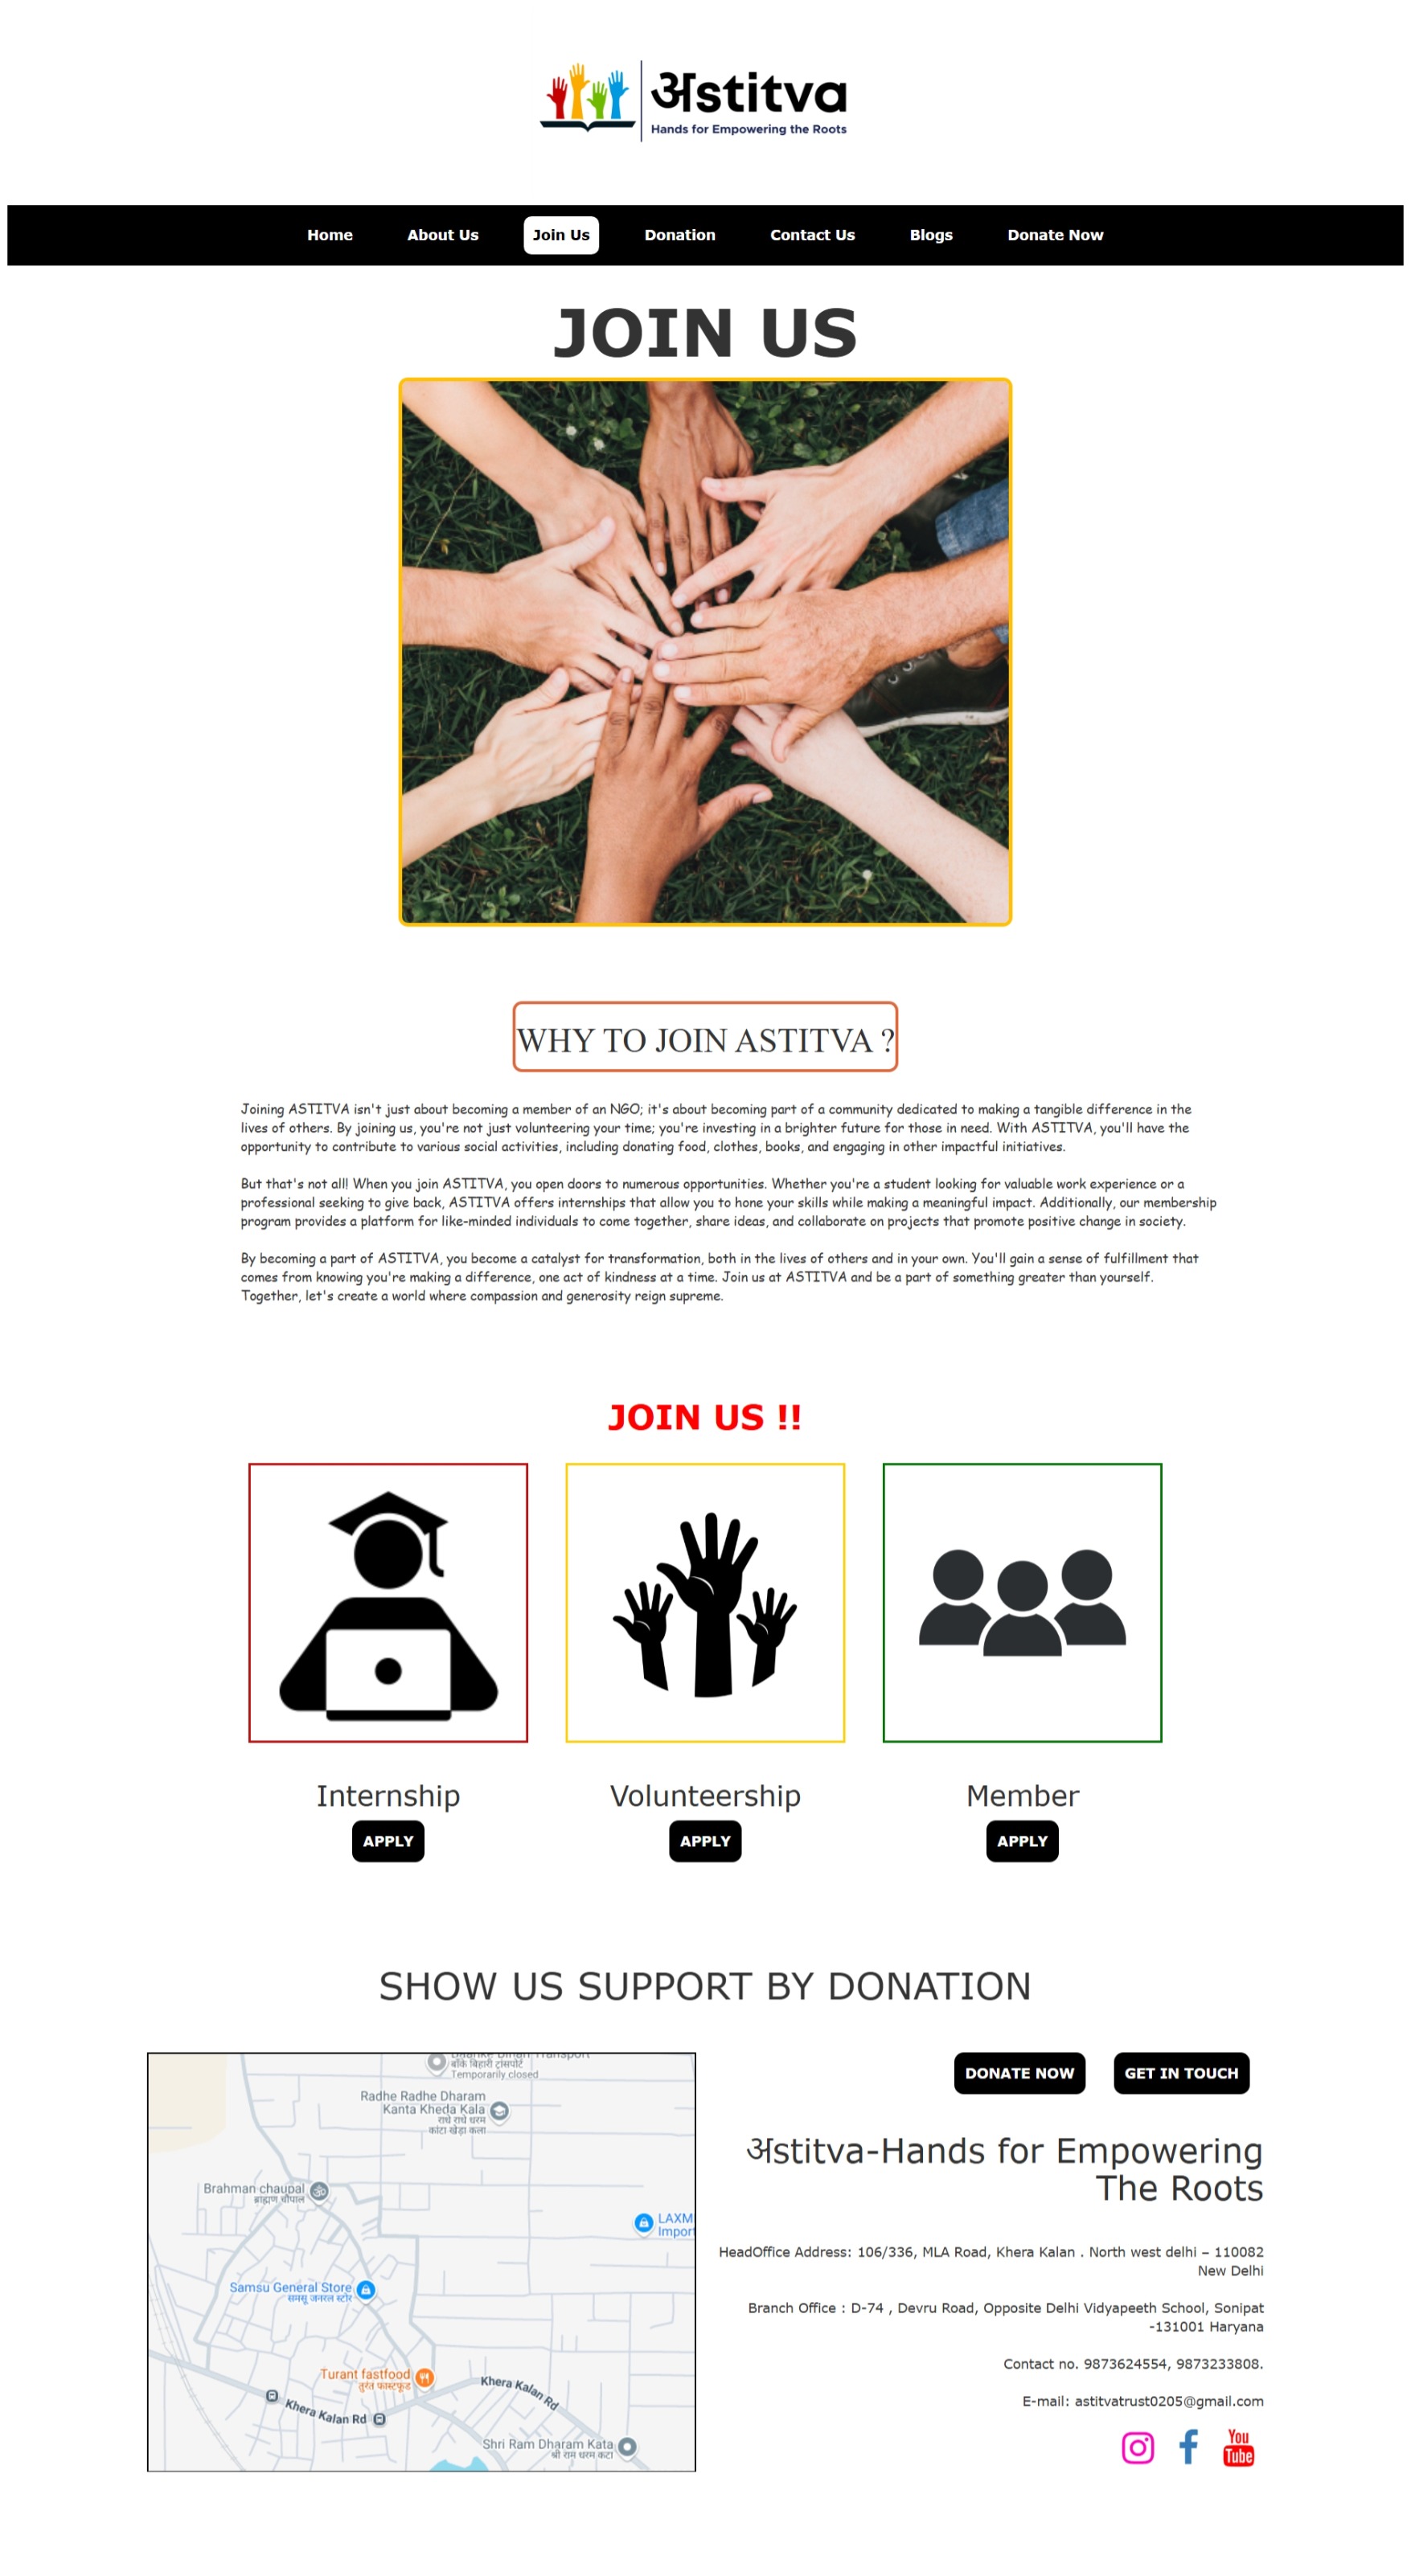 अstitva
Hands for Empowering the Roots
Home About Us Join Us Donation Contact Us Blogs Donate Now
JOIN US
WHY TO JOIN ASTITVA ?
Joining ASTITVA isn't just about becoming a member of an NGO; it's about becoming part of a community dedicated to making a tangible difference in the
lives of others. By joining us, you're not just volunteering your time; you're investing in a brighter future for those in need. With ASTITVA, you'll have the
opportunity to contribute to various social activities, including donating food, clothes, books, and engaging in other impactful initiatives.
But that's not all! When you join ASTITVA, you open doors to numerous opportunities. Whether you're a student looking for valuable work experience or a
professional seeking to give back, ASTITVA offers internships that allow you to hone your skills while making a meaningful impact. Additionally, our membership
program provides a platform for like-minded individuals to come together, share ideas, and collaborate on projects that promote positive change in society.
By becoming a part of ASTITVA, you become a catalyst for transformation, both in the lives of others and in your own. You'll gain a sense of fulfillment that
comes from knowing you're making a difference, one act of kindness at a time. Join us at ASTITVA and be a part of something greater than yourself.
Together, let's create a world where compassion and generosity reign supreme.
JOIN US !!
Internship
APPLY
Volunteership
APPLY
Member
APPLY
SHOW US SUPPORT BY DONATION
बाँके बिहारी ट्रांसपोर्ट
Temporarily closed
Radhe Radhe Dharam
Kanta Kheda Kala
राधे राधे धरम
कांटा खेड़ा कला
Brahman chaupal
ब्राह्मण चौपाल
LAXM
Impor
Samsu General Store
समसू जनरल स्टोर
Turant fastfood
तुरंत फास्टफूड
Khera Kalan Rd
Khera Kalan Rd
Shri Ram Dharam Kata
श्री राम धरम कटा
DONATE NOW GET IN TOUCH
अstitva-Hands for Empowering
The Roots
HeadOffice Address: 106/336, MLA Road, Khera Kalan . North west delhi – 110082
New Delhi
Branch Office : D-74 , Devru Road, Opposite Delhi Vidyapeeth School, Sonipat
-131001 Haryana
Contact no. 9873624554, 9873233808.
E-mail: astitvatrust0205@gmail.com
You
Tube